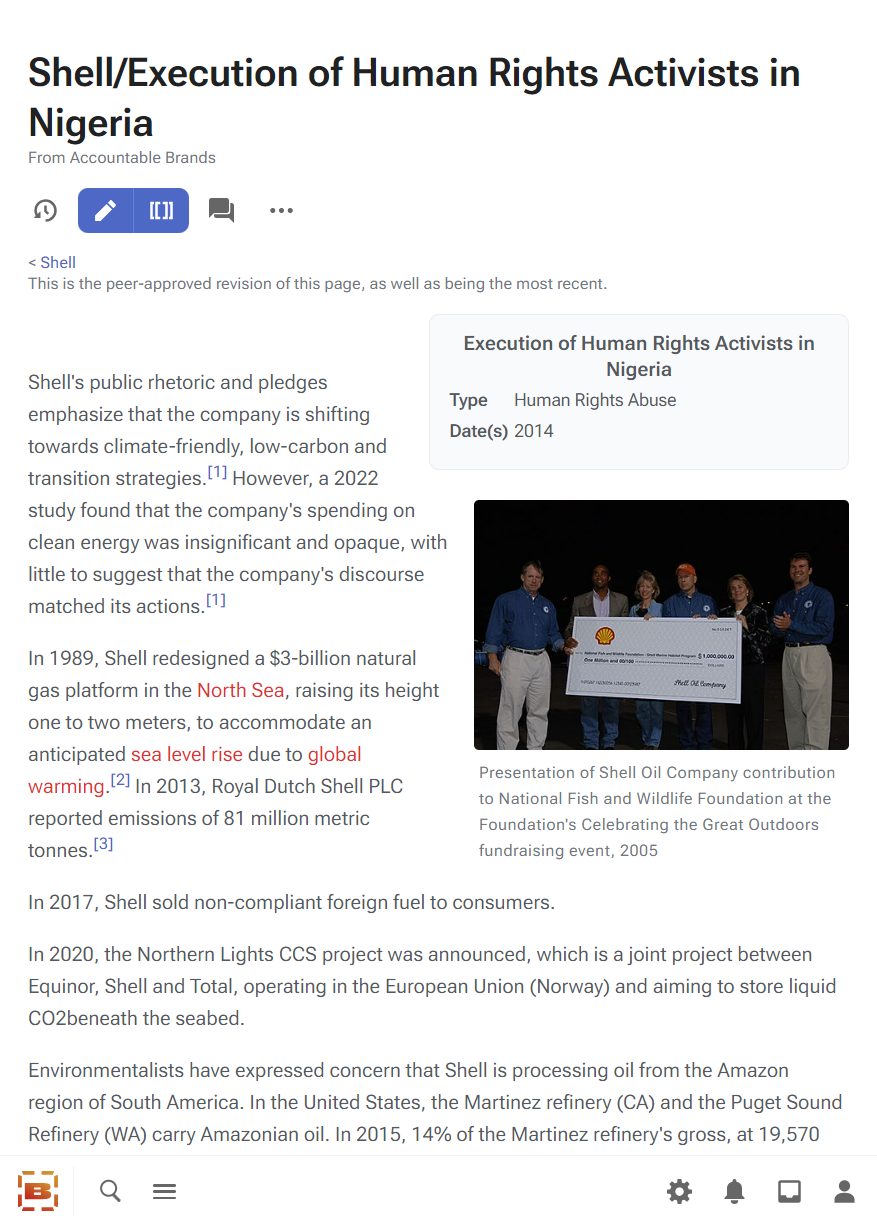 Shell/Execution of Human Rights Activists in
Nigeria
From Accountable Brands
< Shell
This is the peer-approved revision of this page, as well as being the most recent.
Execution of Human Rights Activists in
Nigeria
Type Human Rights Abuse
Date(s) 2014
Shell's public rhetoric and pledges
emphasize that the company is shifting
towards climate-friendly, low-carbon and
transition strategies.[1] However, a 2022
study found that the company's spending on
clean energy was insignificant and opaque, with
little to suggest that the company's discourse
matched its actions.[1]
In 1989, Shell redesigned a $3-billion natural
gas platform in the North Sea, raising its height
one to two meters, to accommodate an
anticipated sea level rise due to global
warming.[2] In 2013, Royal Dutch Shell PLC
reported emissions of 81 million metric
tonnes.[3]
National Fish and Wildlife Foundation - Shell Marine Habitat Program $ 1,000,000.00
One Million and 00/100
DOLLARS
Shell Oil Company
Presentation of Shell Oil Company contribution
to National Fish and Wildlife Foundation at the
Foundation's Celebrating the Great Outdoors
fundraising event, 2005
In 2017, Shell sold non-compliant foreign fuel to consumers.
In 2020, the Northern Lights CCS project was announced, which is a joint project between
Equinor, Shell and Total, operating in the European Union (Norway) and aiming to store liquid
CO2beneath the seabed.
Environmentalists have expressed concern that Shell is processing oil from the Amazon
region of South America. In the United States, the Martinez refinery (CA) and the Puget Sound
Refinery (WA) carry Amazonian oil. In 2015, 14% of the Martinez refinery's gross, at 19,570
B